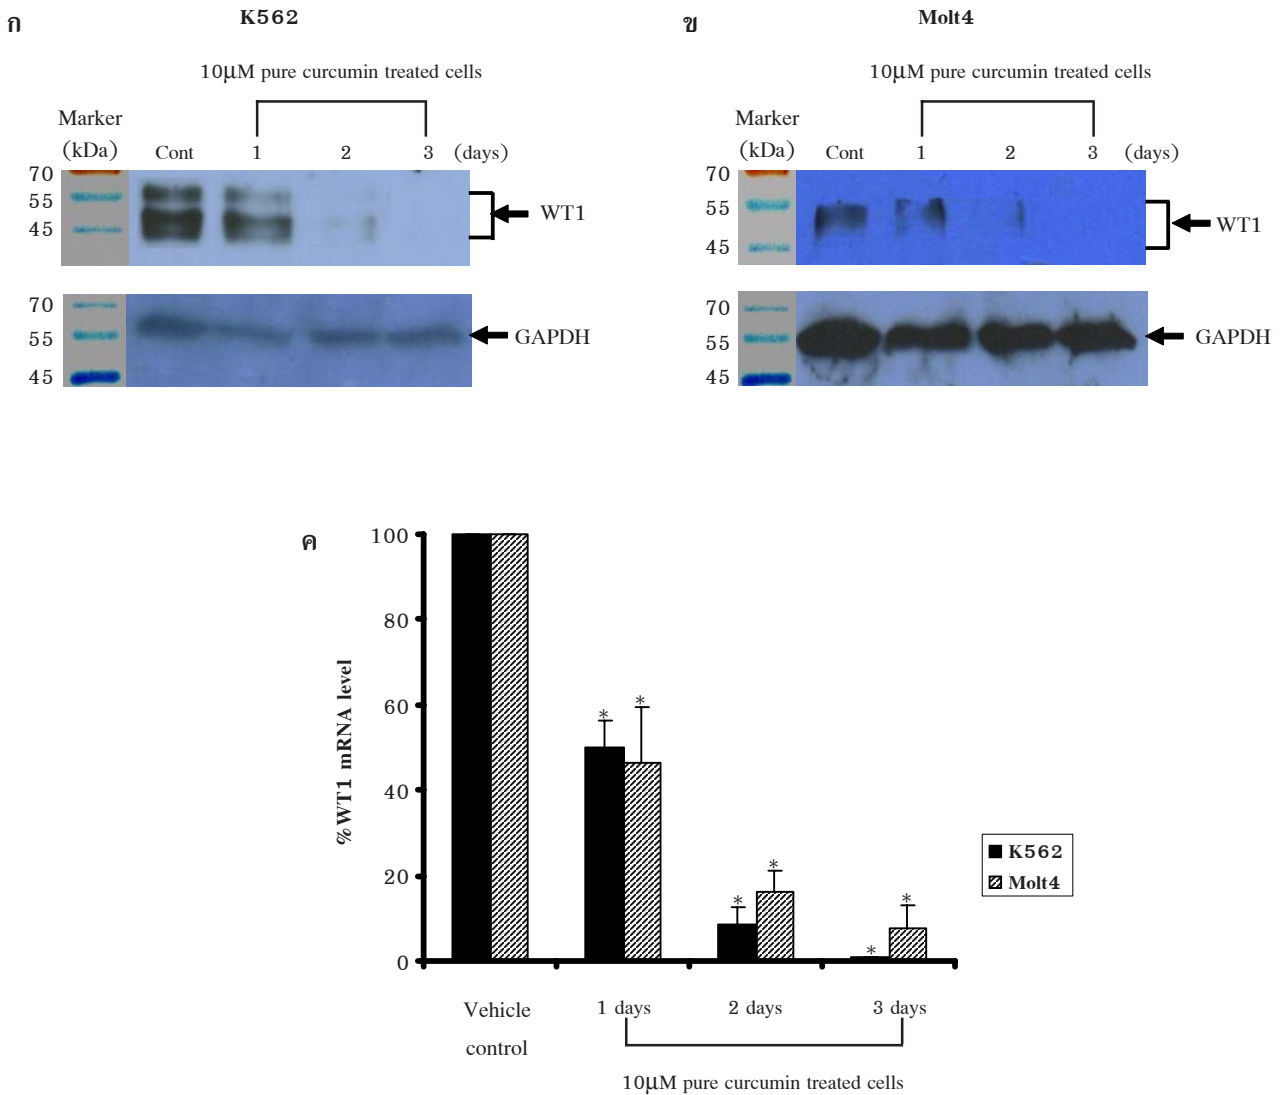 ก K562
10μM pure curcumin treated cells
Marker
(kDa) Cont 1 2 3 (days)
70
55
45
WT1
70
55
45
GAPDH
ข Molt4
10μM pure curcumin treated cells
Marker
(kDa) Cont 1 2 3 (days)
70
55
45
WT1
70
55
45
GAPDH
ค
%WT1 mRNA level
100
80
60
40
20
0
* *
* *
* *
K562
Molt4
Vehicle
control
1 days 2 days 3 days
10μM pure curcumin treated cells